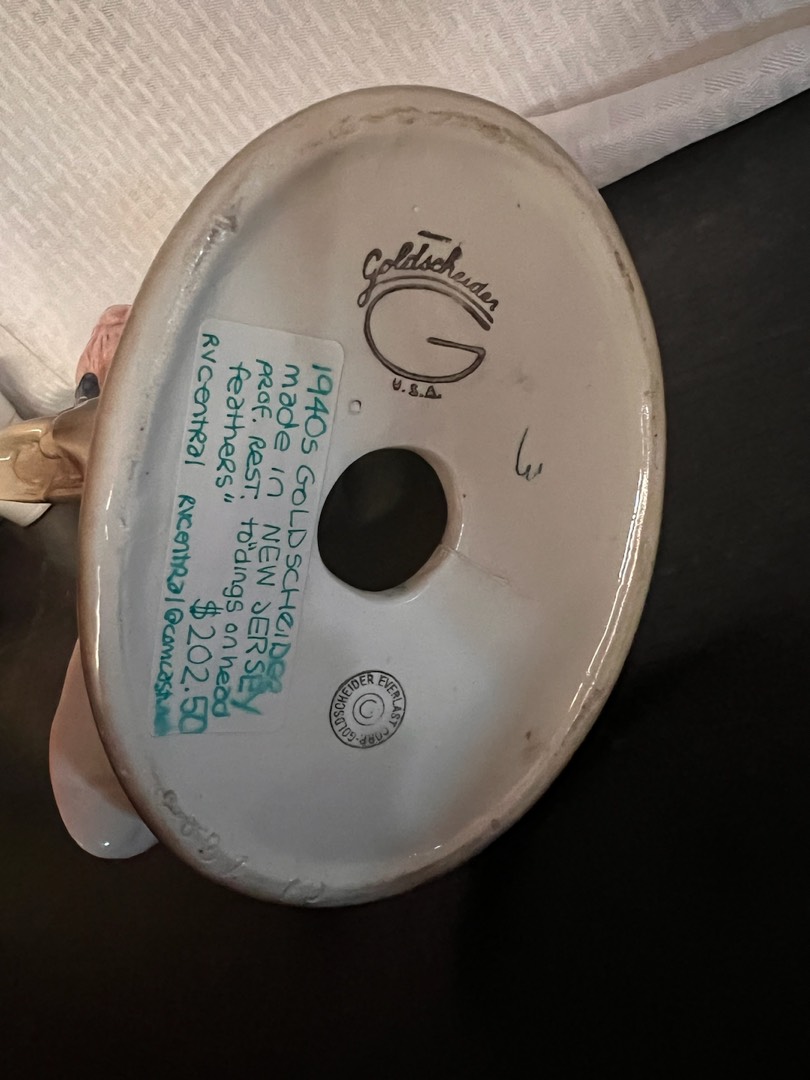 Goldscheider
G
U.S.A.
1940s GOLDSCHEIDER
made in NEW JERSEY
PROF. REST. to "dings on head
feathers" $202.50
RVCentral
GOLDSCHEIDER EVERLAST CORP.
©